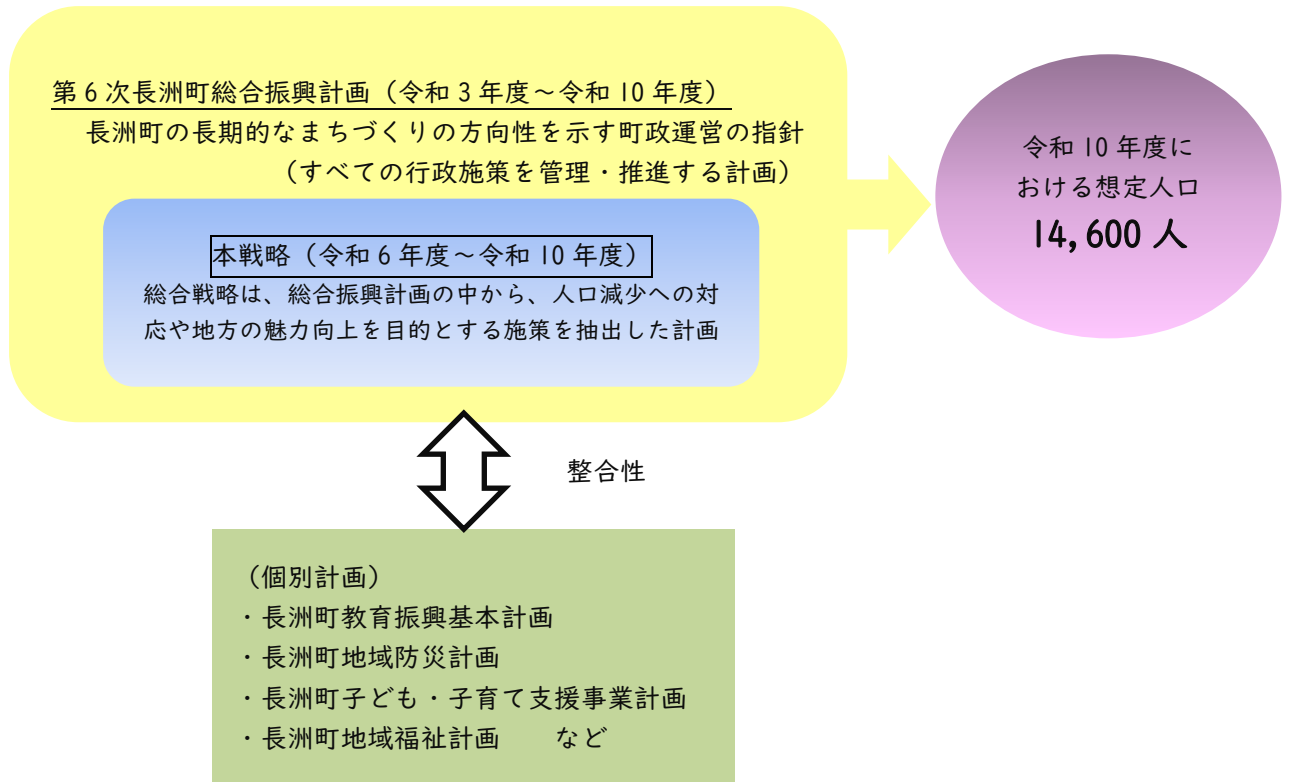 第6次長洲町総合振興計画（令和3年度～令和10年度）
長洲町の長期的なまちづくりの方向性を示す町政運営の指針
（すべての行政施策を管理・推進する計画）
本戦略（令和6年度～令和10年度）
総合戦略は、総合振興計画の中から、人口減少への対
応や地方の魅力向上を目的とする施策を抽出した計画
令和10年度に
おける想定人口
14,600人
整合性
（個別計画）
・長洲町教育振興基本計画
・長洲町地域防災計画
・長洲町子ども・子育て支援事業計画
・長洲町地域福祉計画　　など